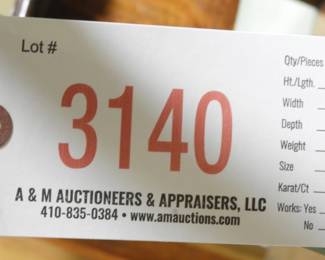 Lot #
3140
A & M AUCTIONEERS & APPRAISERS, LLC
410-835-0384 • www.amauctions.com
Qty/Pieces
Ht./Lgth.
Width
Depth
Weight
Size
Karat/Ct
Works: Yes
No